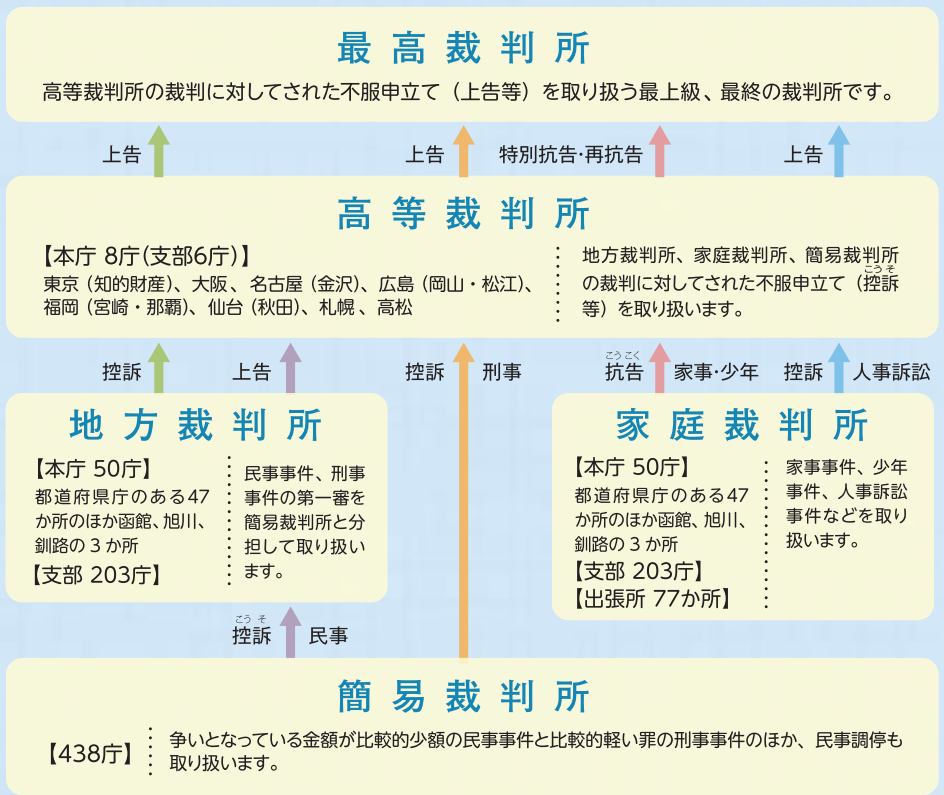 最高裁判所
高等裁判所の裁判に対してされた不服申立て（上告等）を取り扱う最上級、最終の裁判所です。
上告
上告
特別抗告・再抗告
上告
高等裁判所
【本庁 8庁(支部6庁)】
東京（知的財産）、大阪、名古屋（金沢）、広島（岡山・松江）、
福岡（宮崎・那覇）、仙台（秋田）、札幌、高松
地方裁判所、家庭裁判所、簡易裁判所
こうそ
の裁判に対してされた不服申立て（控訴
等）を取り扱います。
控訴
上告
控訴 刑事
こうこく
抗告 家事・少年
控訴 人事訴訟
地方裁判所
【本庁 50庁】
都道府県庁のある47
か所のほか函館、旭川、
釧路の3か所
【支部 203庁】
民事事件、刑事
事件の第一審を
簡易裁判所と分
担して取り扱い
ます。
家庭裁判所
【本庁 50庁】
都道府県庁のある47
か所のほか函館、旭川、
釧路の3か所
【支部 203庁】
【出張所 77か所】
家事事件、少年
事件、人事訴訟
事件などを取り
扱います。
こうそ
控訴 民事
簡易裁判所
【438庁】
争いとなっている金額が比較的少額の民事事件と比較的軽い罪の刑事事件のほか、民事調停も
取り扱います。